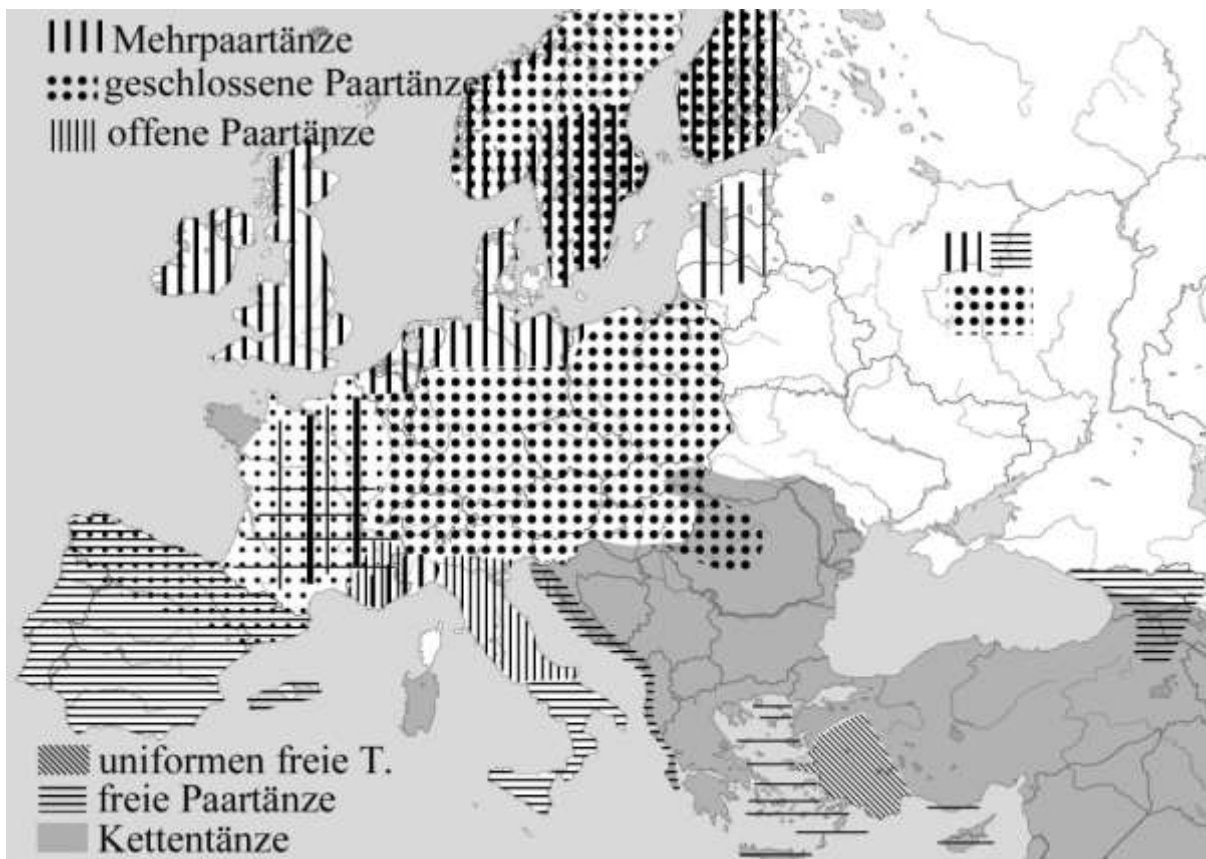 Mehrpaartänze
geschlossene Paartänze
offene Paartänze
uniformen freie T.
freie Paartänze
Kettentänze